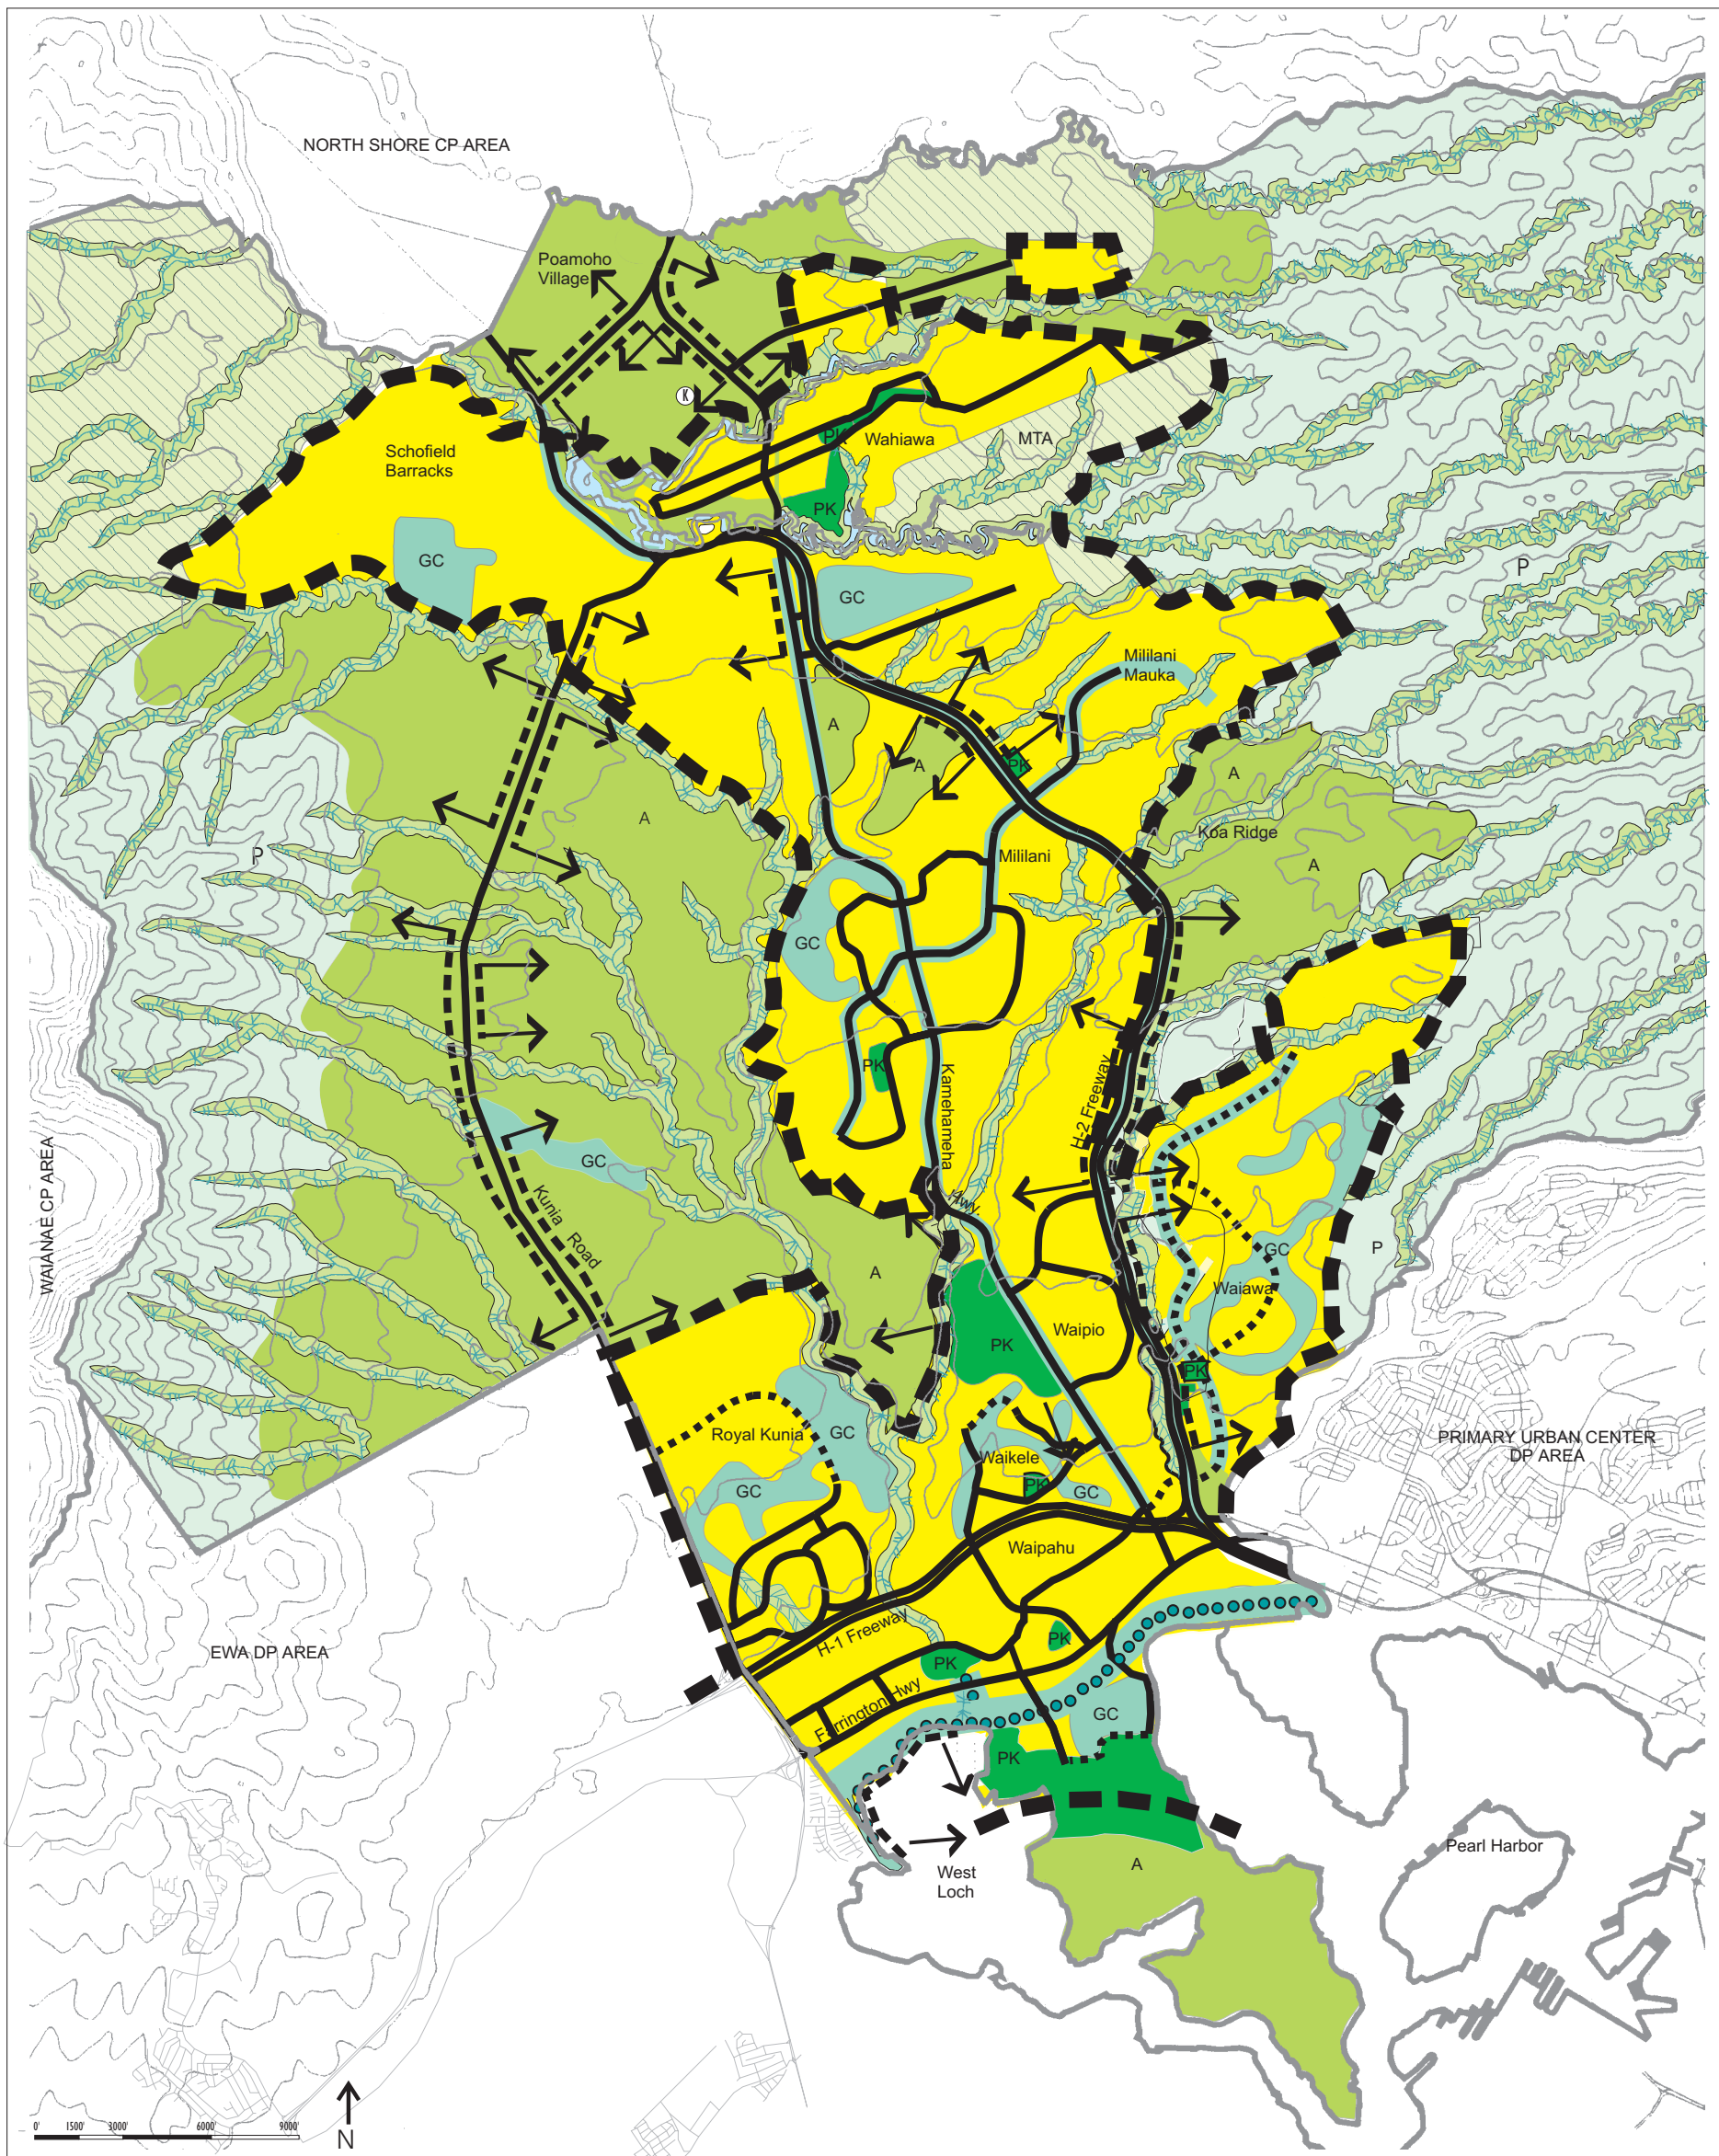 NORTH SHORE CP AREA
Poamoho
Village
K
Schofield
Barracks
PK
Wahiawa
MTA
PK
GC
GC
P
Mililani
Mauka
A
A
PK
A
A
Koa Ridge
P
Mililani
A
GC
PK
Kamehameha
Hwy
H-2 Freeway
GC
Kunia Road
WAIANAE CP AREA
A
GC
P
Waiawa
PK
Waipio
PK
Royal Kunia
GC
GC
Waikele
PK
GC
PRIMARY URBAN CENTER
DP AREA
Waipahu
H-1 Freeway
EWA DP AREA
PK
PK
Farrington Hwy
GC
PK
West
Loch
A
Pearl Harbor
0' 1500' 3000' 6000' 9000'
N